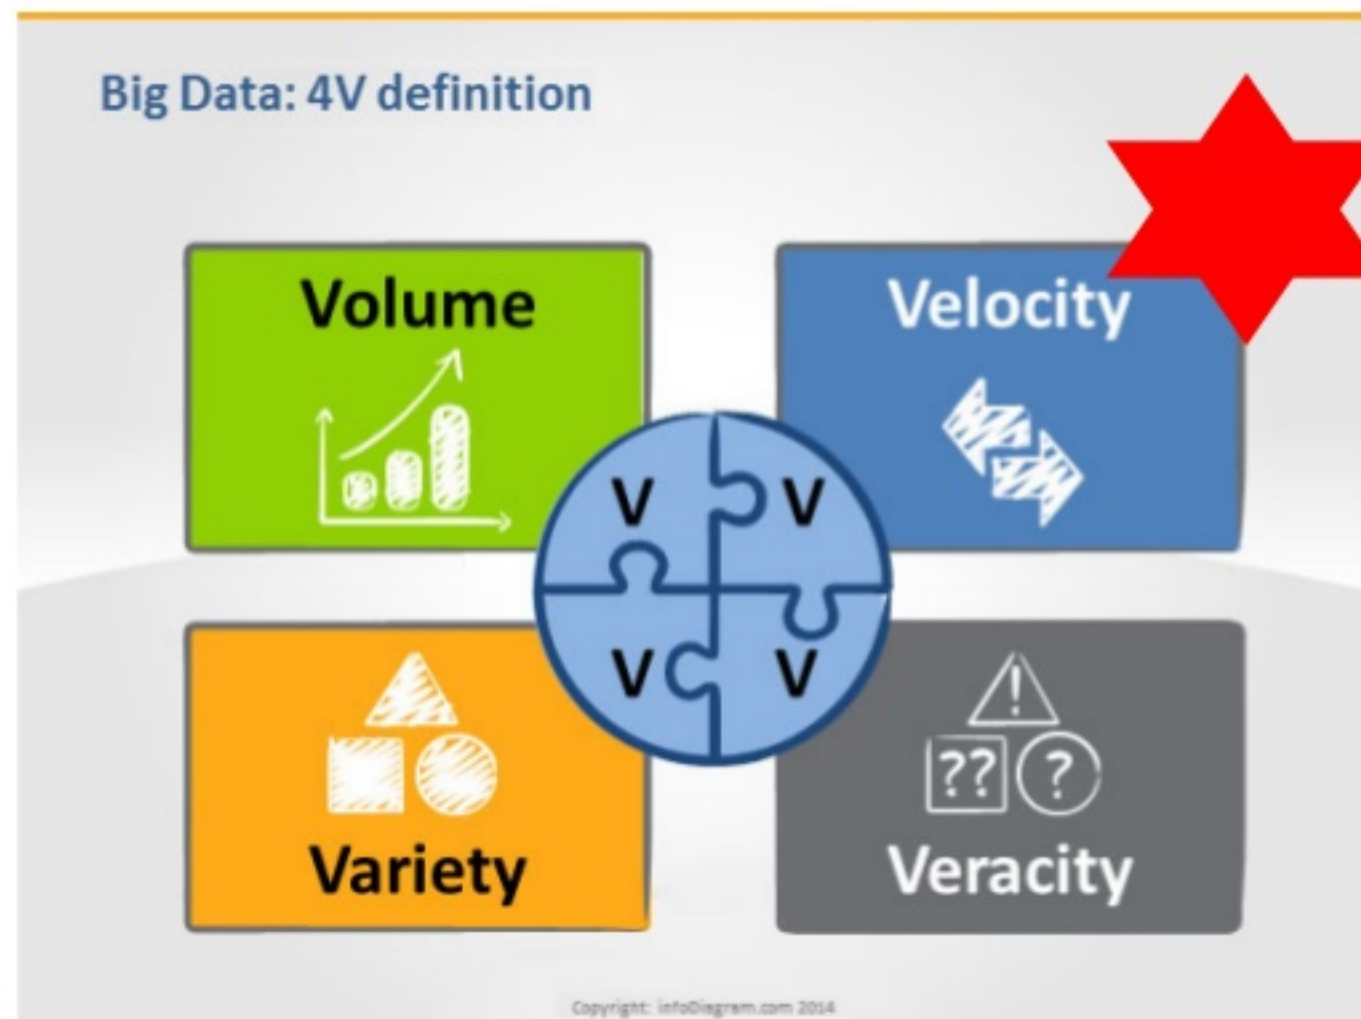 Big Data: 4V definition
Volume
Velocity
V V
V V
!
?? ?
Variety
Veracity
Copyright: infoDiagram.com 2014